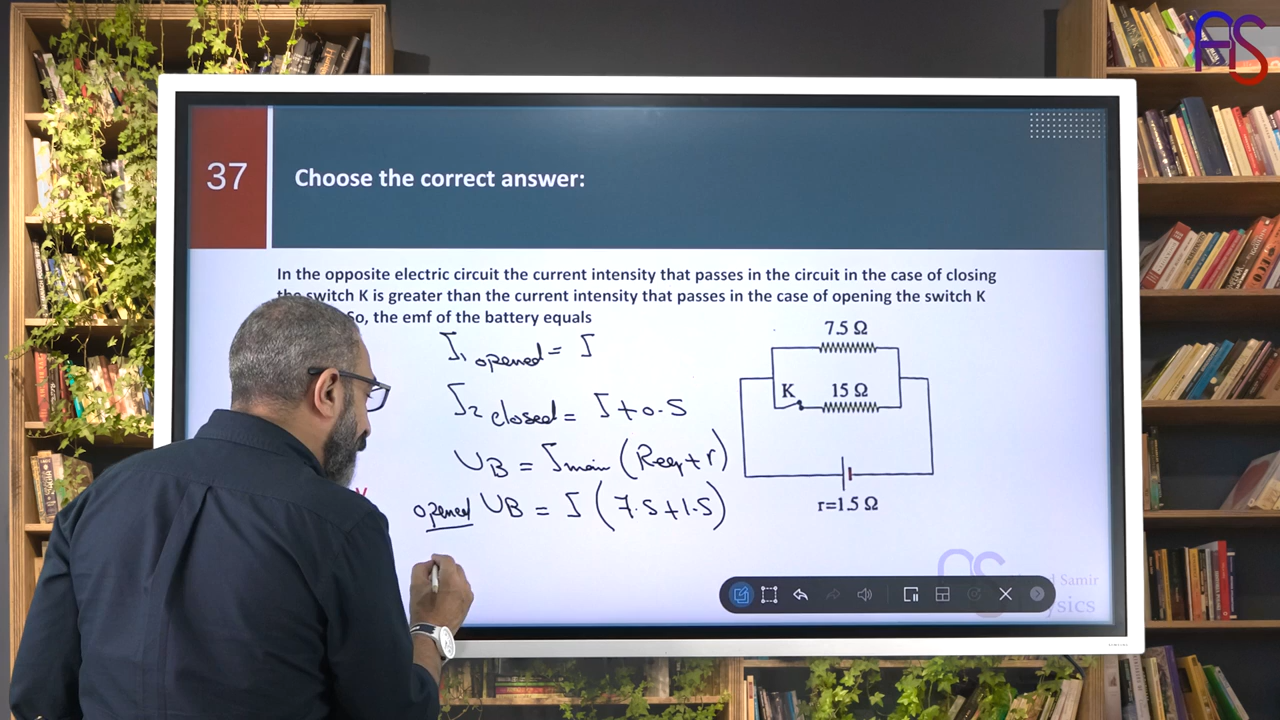 AS
37
Choose the correct answer:
In the opposite electric circuit the current intensity that passes in the circuit in the case of closing
the switch K is greater than the current intensity that passes in the case of opening the switch K
So, the emf of the battery equals
I₁ opened = I
I₂ closed = I + 0.5
VB = Imain (Req + r)
opened VB = I (7.5 + 1.5)
7.5 Ω
K 15 Ω
r=1.5 Ω
Samir